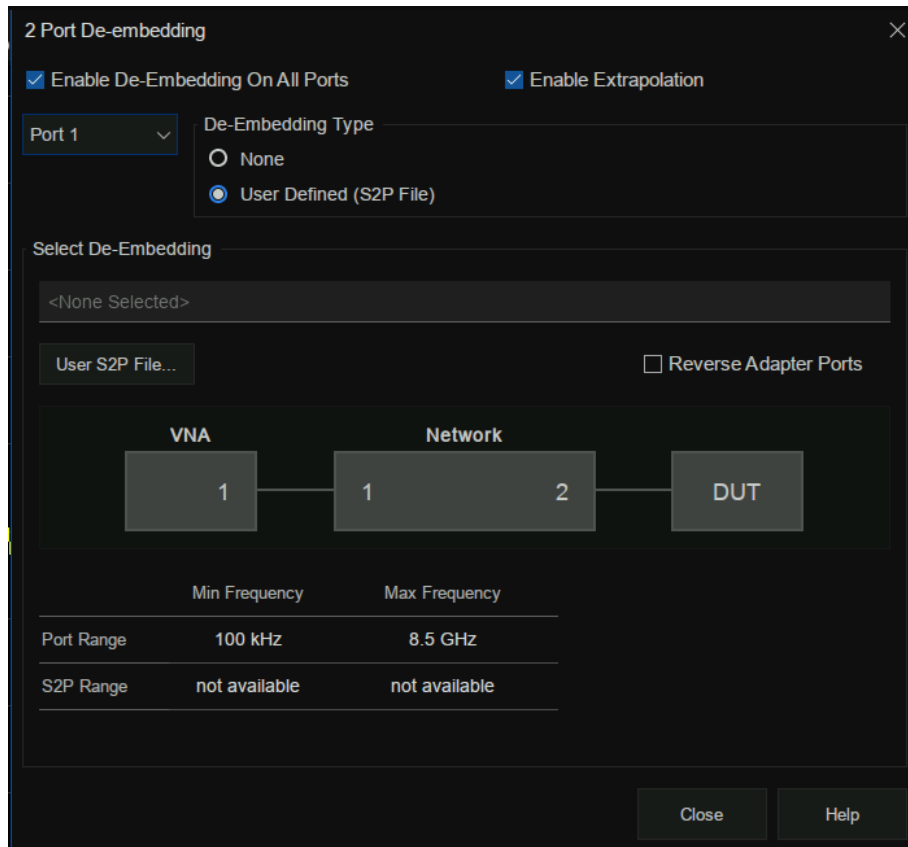 2 Port De-embedding
Enable De-Embedding On All Ports
Enable Extrapolation
Port 1
De-Embedding Type
None
User Defined (S2P File)
Select De-Embedding
<None Selected>
User S2P File...
Reverse Adapter Ports
VNA Network
1 1 2 DUT
Min Frequency Max Frequency
Port Range 100 kHz 8.5 GHz
S2P Range not available not available
Close Help